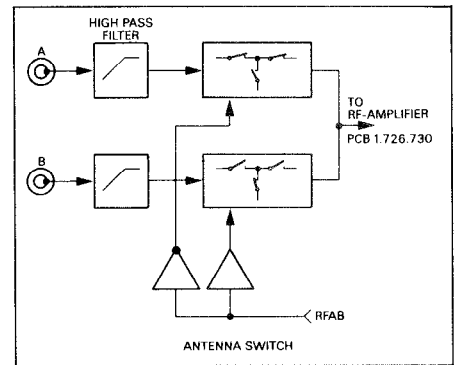 HIGH PASS
FILTER
A
TO
RF-AMPLIFIER
PCB 1.726.730
B
RFAB
ANTENNA SWITCH